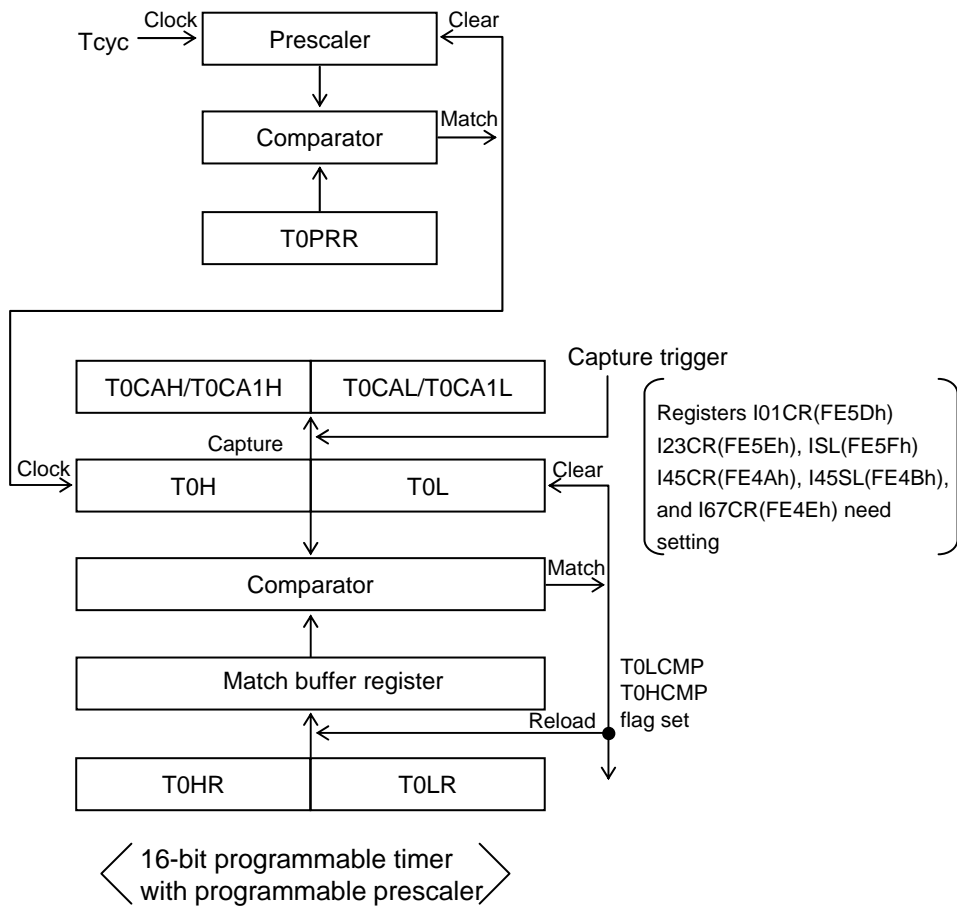 Clock
Clear
Tcyc
Prescaler
Match
Comparator
T0PRR
Capture trigger
T0CAH/T0CA1H
T0CAL/T0CA1L
Registers I01CR(FE5Dh)
I23CR(FE5Eh), ISL(FE5Fh)
I45CR(FE4Ah), I45SL(FE4Bh),
and I67CR(FE4Eh) need
setting
Capture
Clock
T0H
T0L
Clear
Comparator
Match
Match buffer register
T0LCMP
T0HCMP
flag set
Reload
T0HR
T0LR
16-bit programmable timer
with programmable prescaler